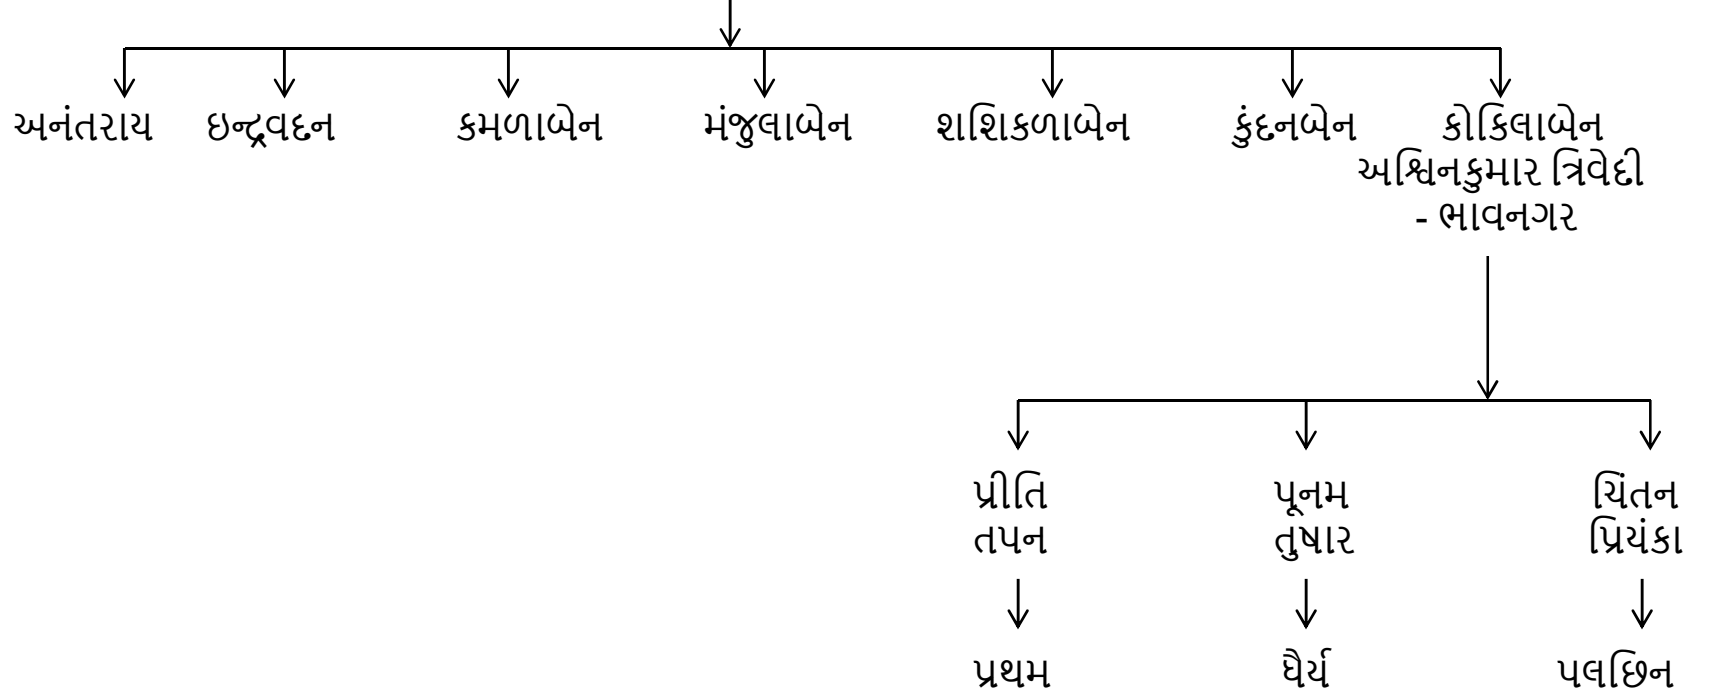 અનંતરાય ઇન્દ્રવદન કમળાબેન મંજુલાબેન શશિકળાબેન કુંદનબેન કોકિલાબેન
અશ્વિનકુમાર ત્રિવેદી
- ભાવનગર
પ્રીતિ પૂનમ ચિંતન
તપન તુષાર પ્રિયંકા
પ્રથમ ધૈર્ય પલછિન